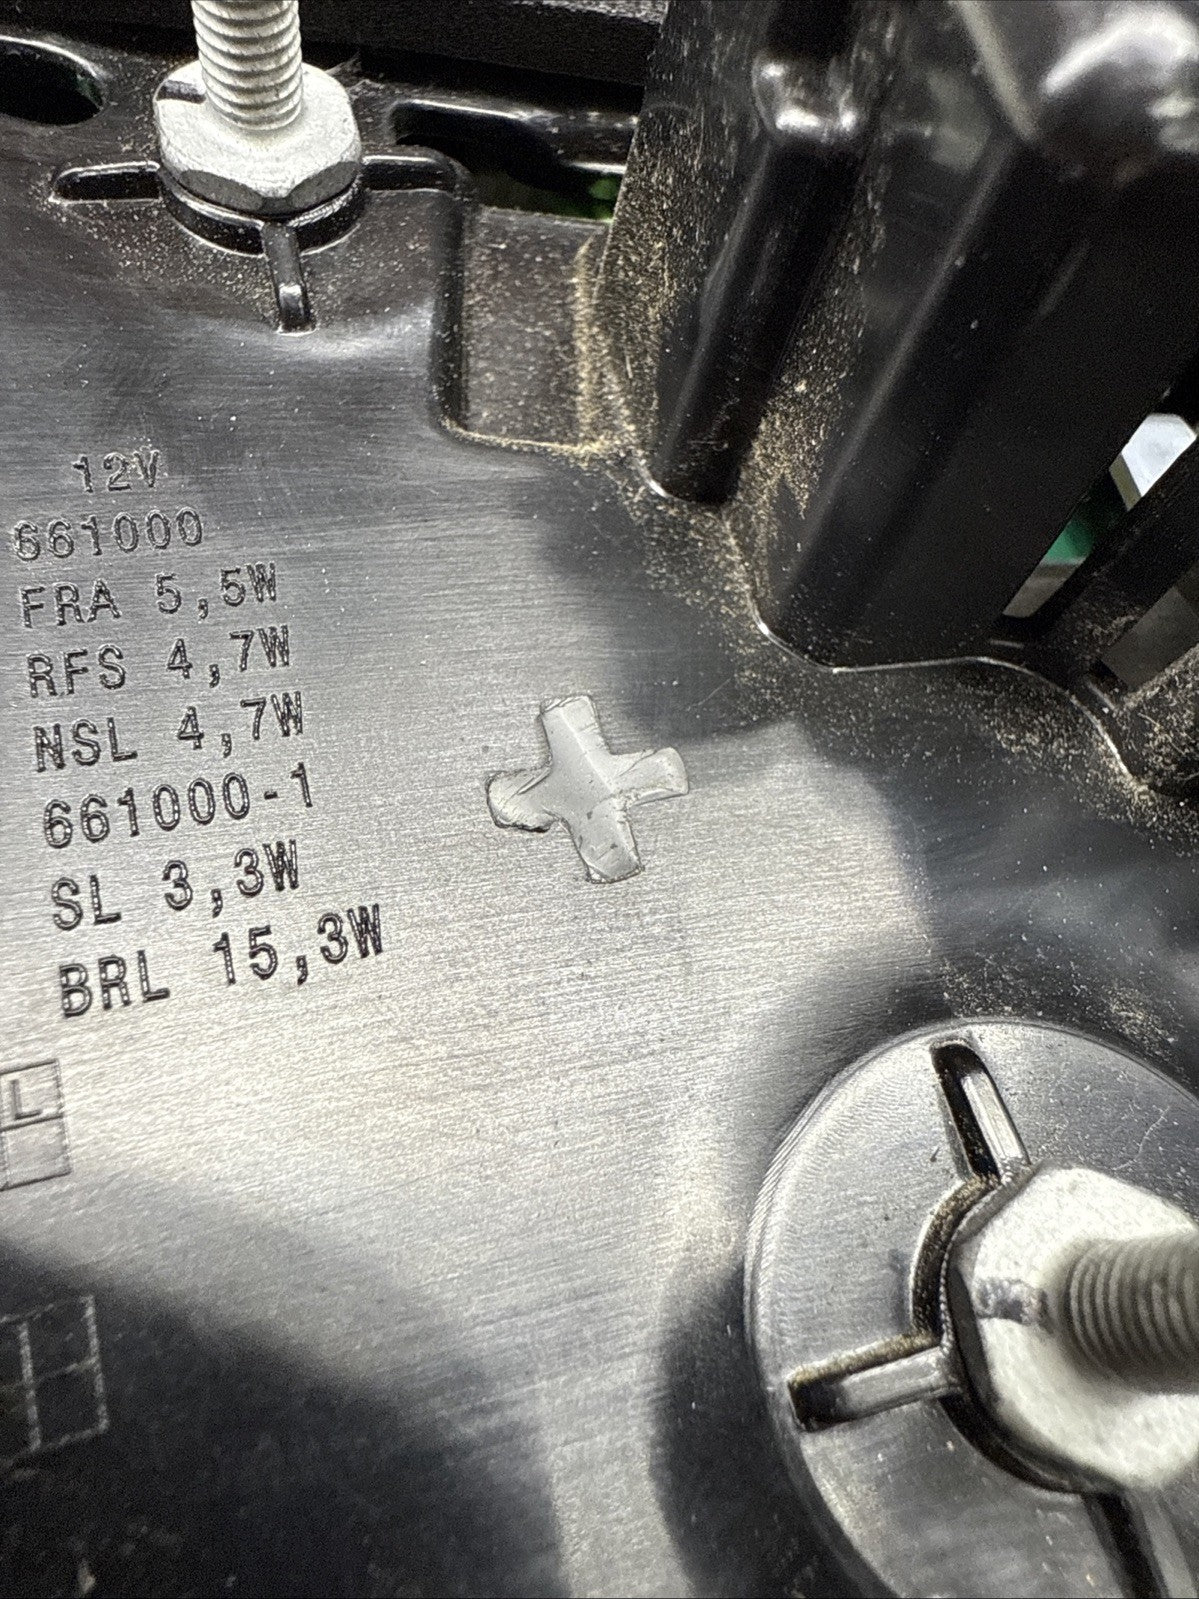 12V
661000
FRA 5,5W
RFS 4,7W
NSL 4,7W
661000-1
SL 3,3W
BRL 15,3W
L